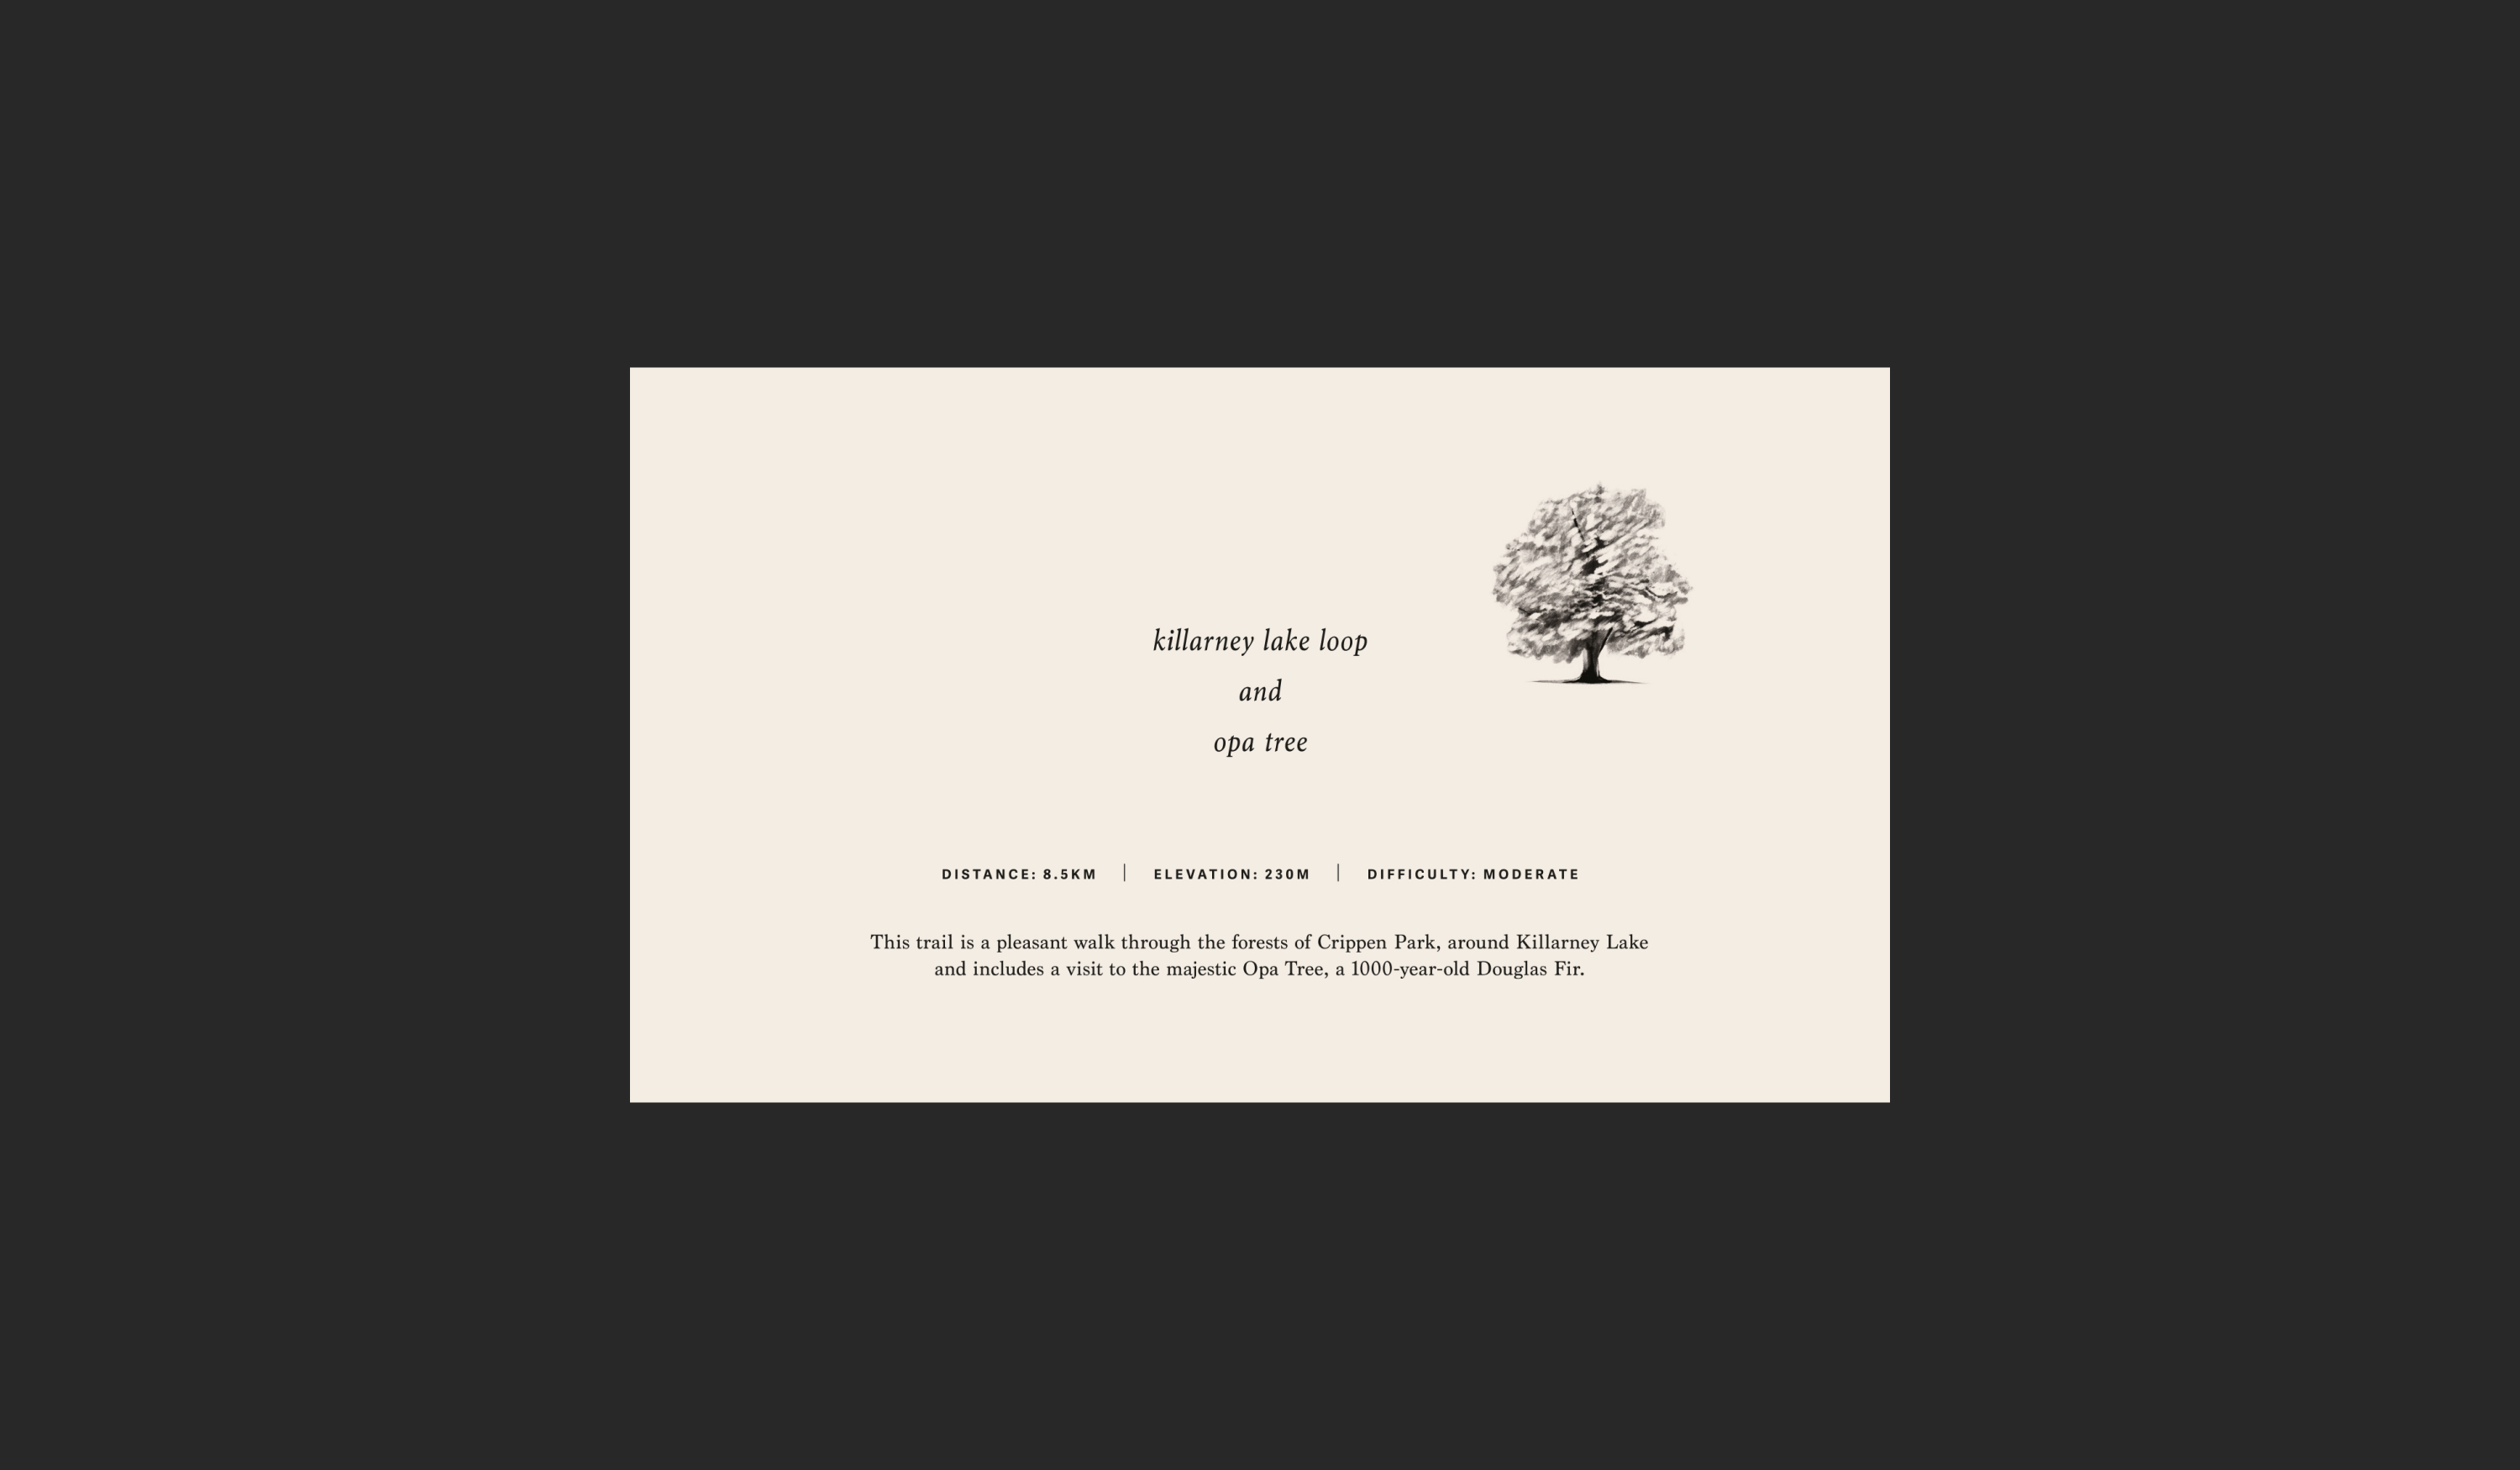 killarney lake loop
and
opa tree
DISTANCE: 8.5KM | ELEVATION: 230M | DIFFICULTY: MODERATE
This trail is a pleasant walk through the forests of Crippen Park, around Killarney Lake
and includes a visit to the majestic Opa Tree, a 1000-year-old Douglas Fir.